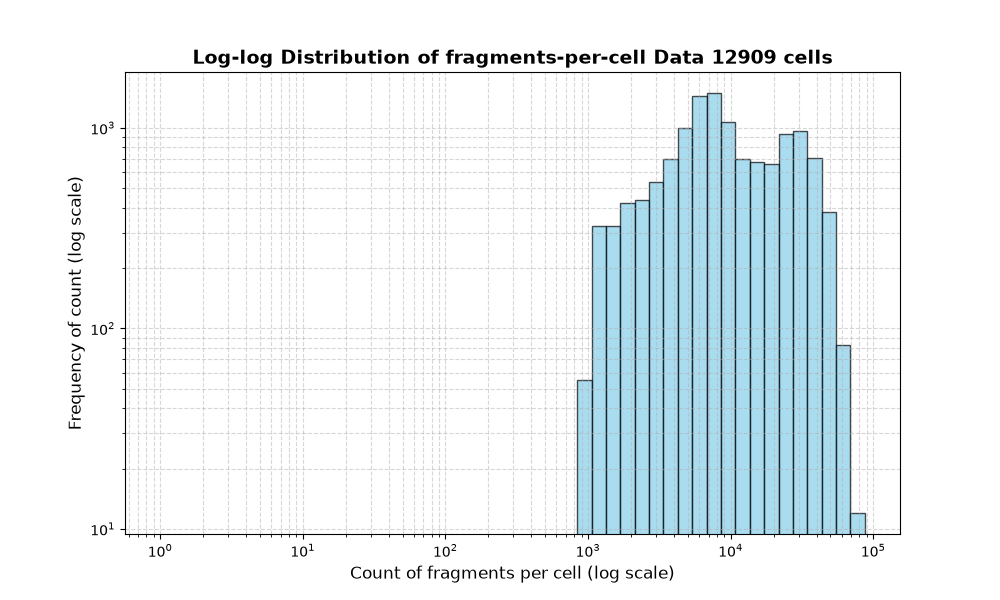 Log-log Distribution of fragments-per-cell Data 12909 cells
Frequency of count (log scale)
10³
10²
10¹
10⁰ 10¹ 10² 10³ 10⁴ 10⁵
Count of fragments per cell (log scale)